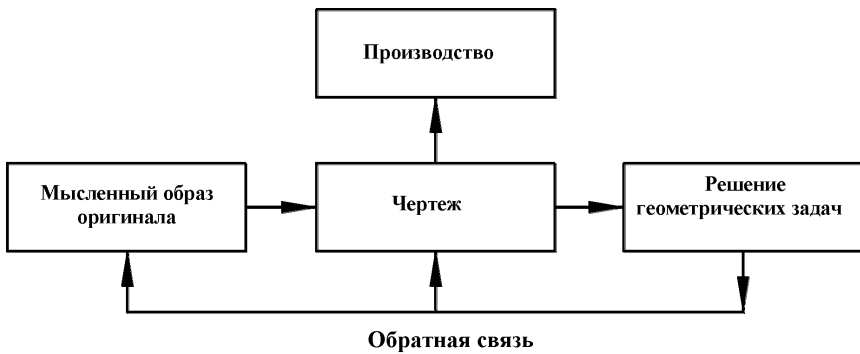 Производство
Мысленный образ
оригинала
Чертеж
Решение
геометрических задач
Обратная связь